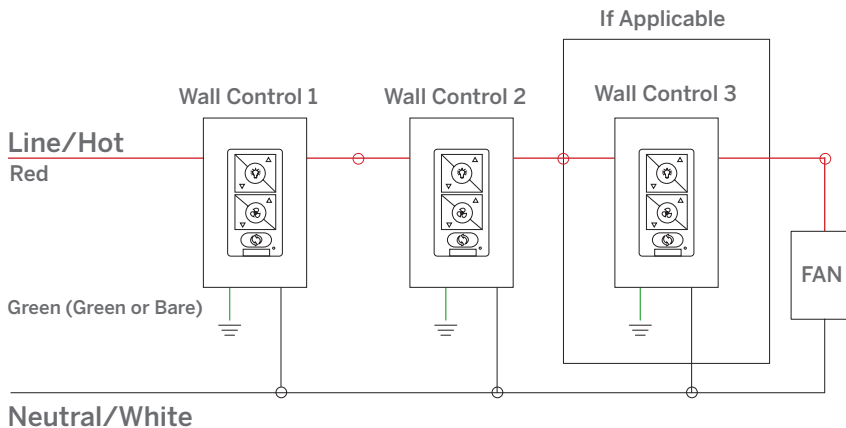 If Applicable
Wall Control 1
Wall Control 2
Wall Control 3
Line/Hot
Red
FAN
Green (Green or Bare)
Neutral/White